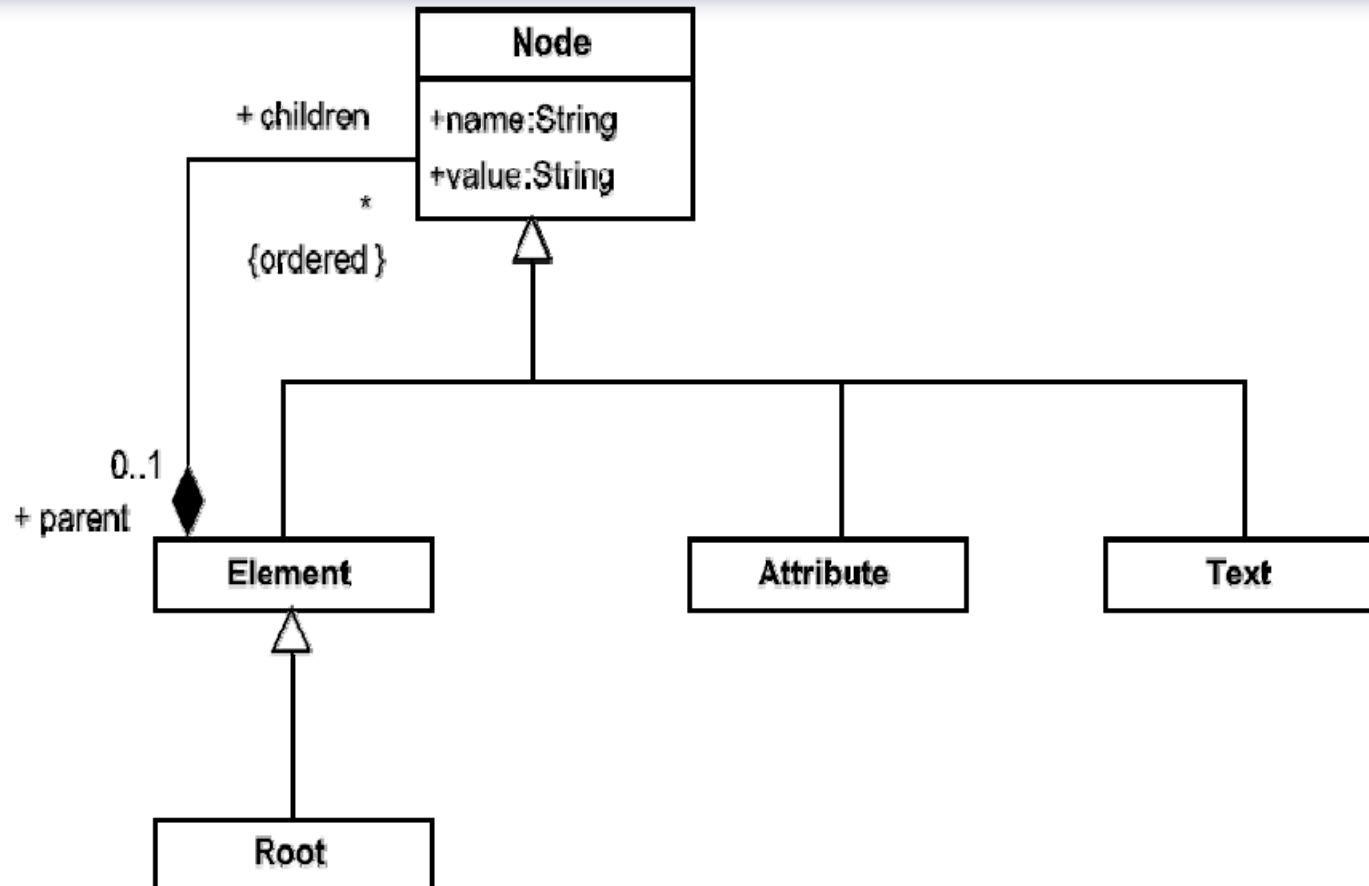 Node
+ children
+name:String
+value:String
*
{ordered }
0..1
+ parent
Element
Attribute
Text
Root